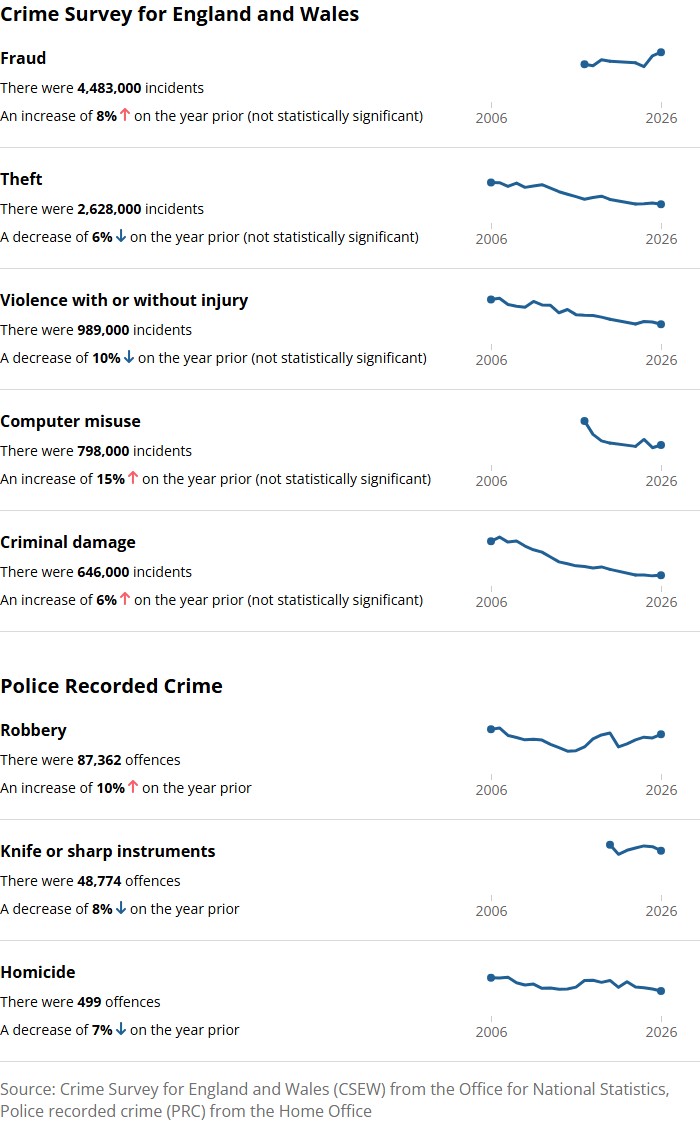 Crime Survey for England and Wales
Fraud
There were 4,483,000 incidents
An increase of 8% ↑ on the year prior (not statistically significant)
2006 2026
Theft
There were 2,628,000 incidents
A decrease of 6% ↓ on the year prior (not statistically significant)
2006 2026
Violence with or without injury
There were 989,000 incidents
A decrease of 10% ↓ on the year prior (not statistically significant)
2006 2026
Computer misuse
There were 798,000 incidents
An increase of 15% ↑ on the year prior (not statistically significant)
2006 2026
Criminal damage
There were 646,000 incidents
An increase of 6% ↑ on the year prior (not statistically significant)
2006 2026
Police Recorded Crime
Robbery
There were 87,362 offences
An increase of 10% ↑ on the year prior
2006 2026
Knife or sharp instruments
There were 48,774 offences
A decrease of 8% ↓ on the year prior
2006 2026
Homicide
There were 499 offences
A decrease of 7% ↓ on the year prior
2006 2026
Source: Crime Survey for England and Wales (CSEW) from the Office for National Statistics,
Police recorded crime (PRC) from the Home Office